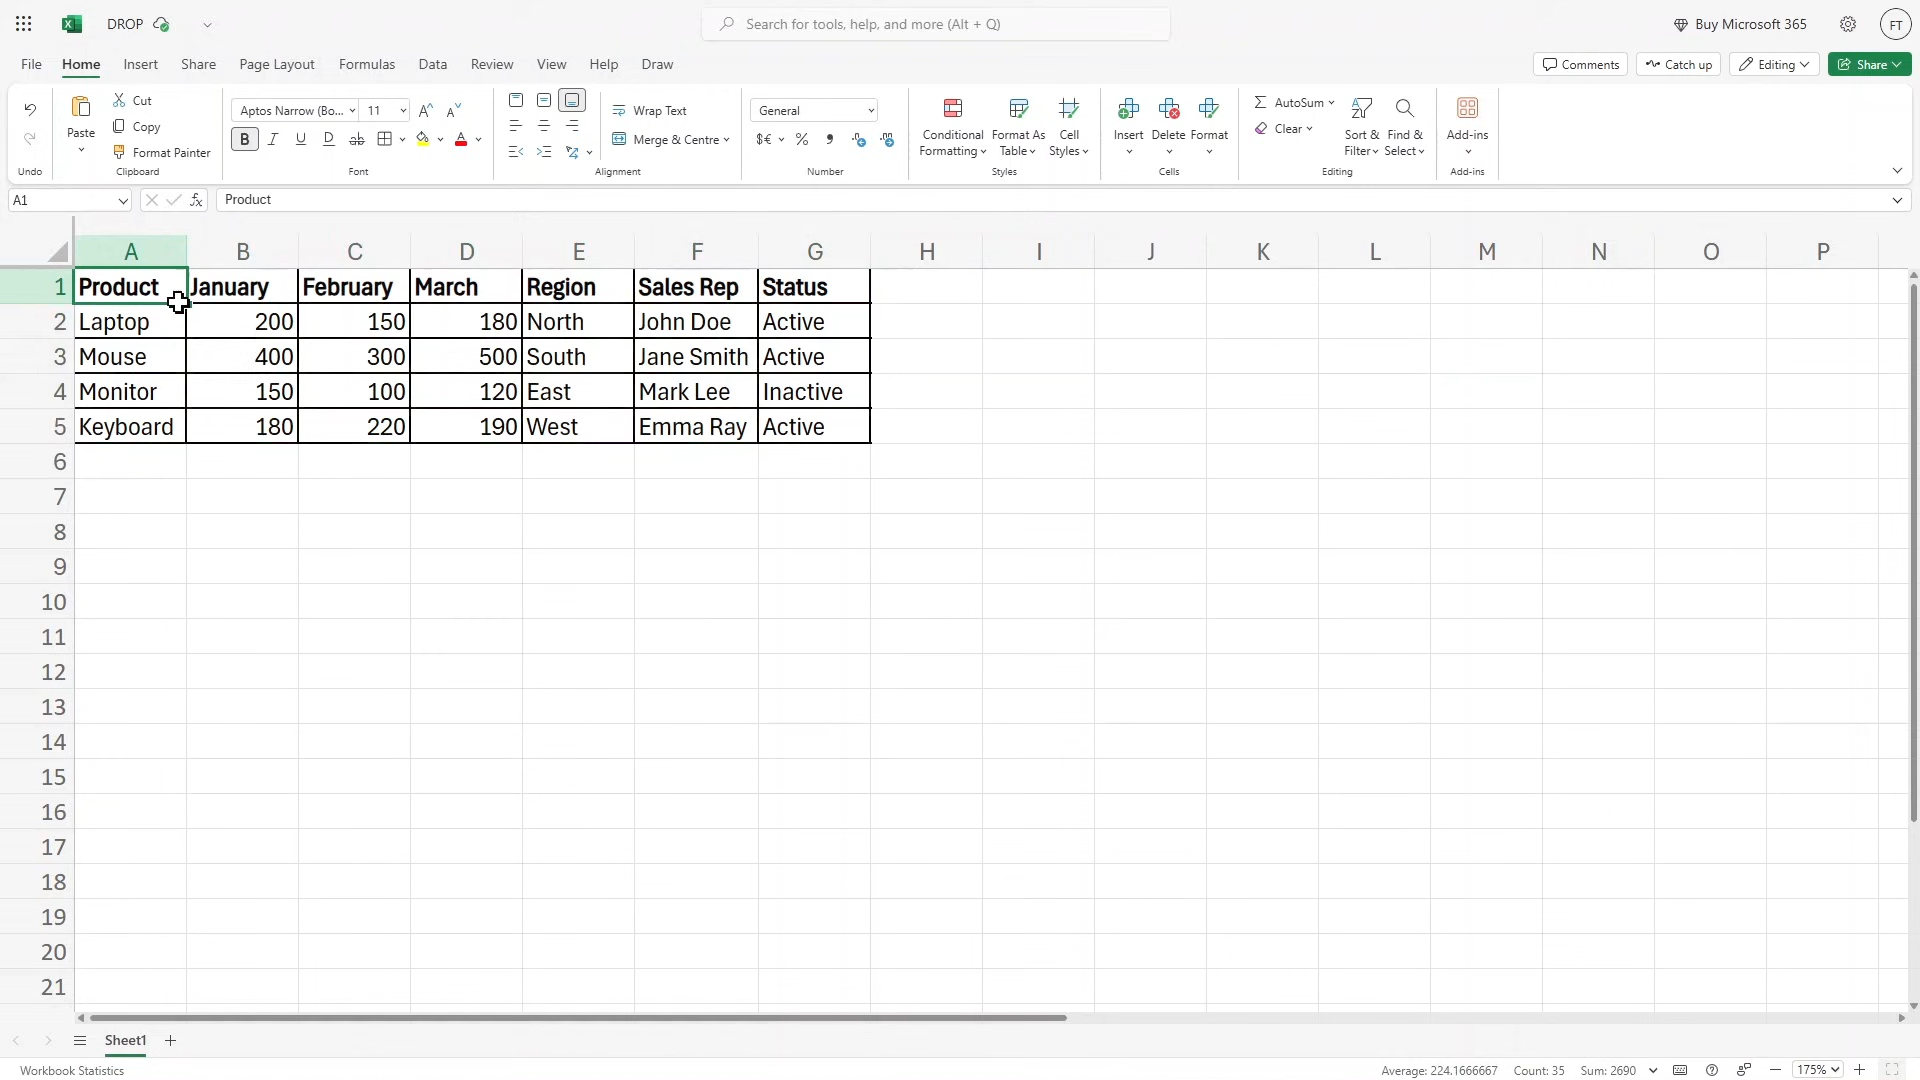 DROP
Search for tools, help, and more (Alt + Q)
Buy Microsoft 365
FT
File Home Insert Share Page Layout Formulas Data Review View Help Draw
Comments Catch up Editing Share
Paste Cut
Copy
Format Painter
Aptos Narrow (Bo... 11 A^ A˅
B I U D ab A
Wrap Text
Merge & Centre
General
$€ % 9
Conditional Formatting
Format As Table
Cell Styles
Insert Delete Format
AutoSum
Clear
Sort & Filter
Find & Select
Add-ins
Undo Clipboard Font Alignment Number Styles Cells Editing Add-ins
A1 fx Product
A B C D E F G H I J K L M N O P
1 Product January February March Region Sales Rep Status
2 Laptop 200 150 180 North John Doe Active
3 Mouse 400 300 500 South Jane Smith Active
4 Monitor 150 100 120 East Mark Lee Inactive
5 Keyboard 180 220 190 West Emma Ray Active
6
7
8
9
10
11
12
13
14
15
16
17
18
19
20
21
Sheet1
Workbook Statistics Average: 224.1666667 Count: 35 Sum: 2690 175%